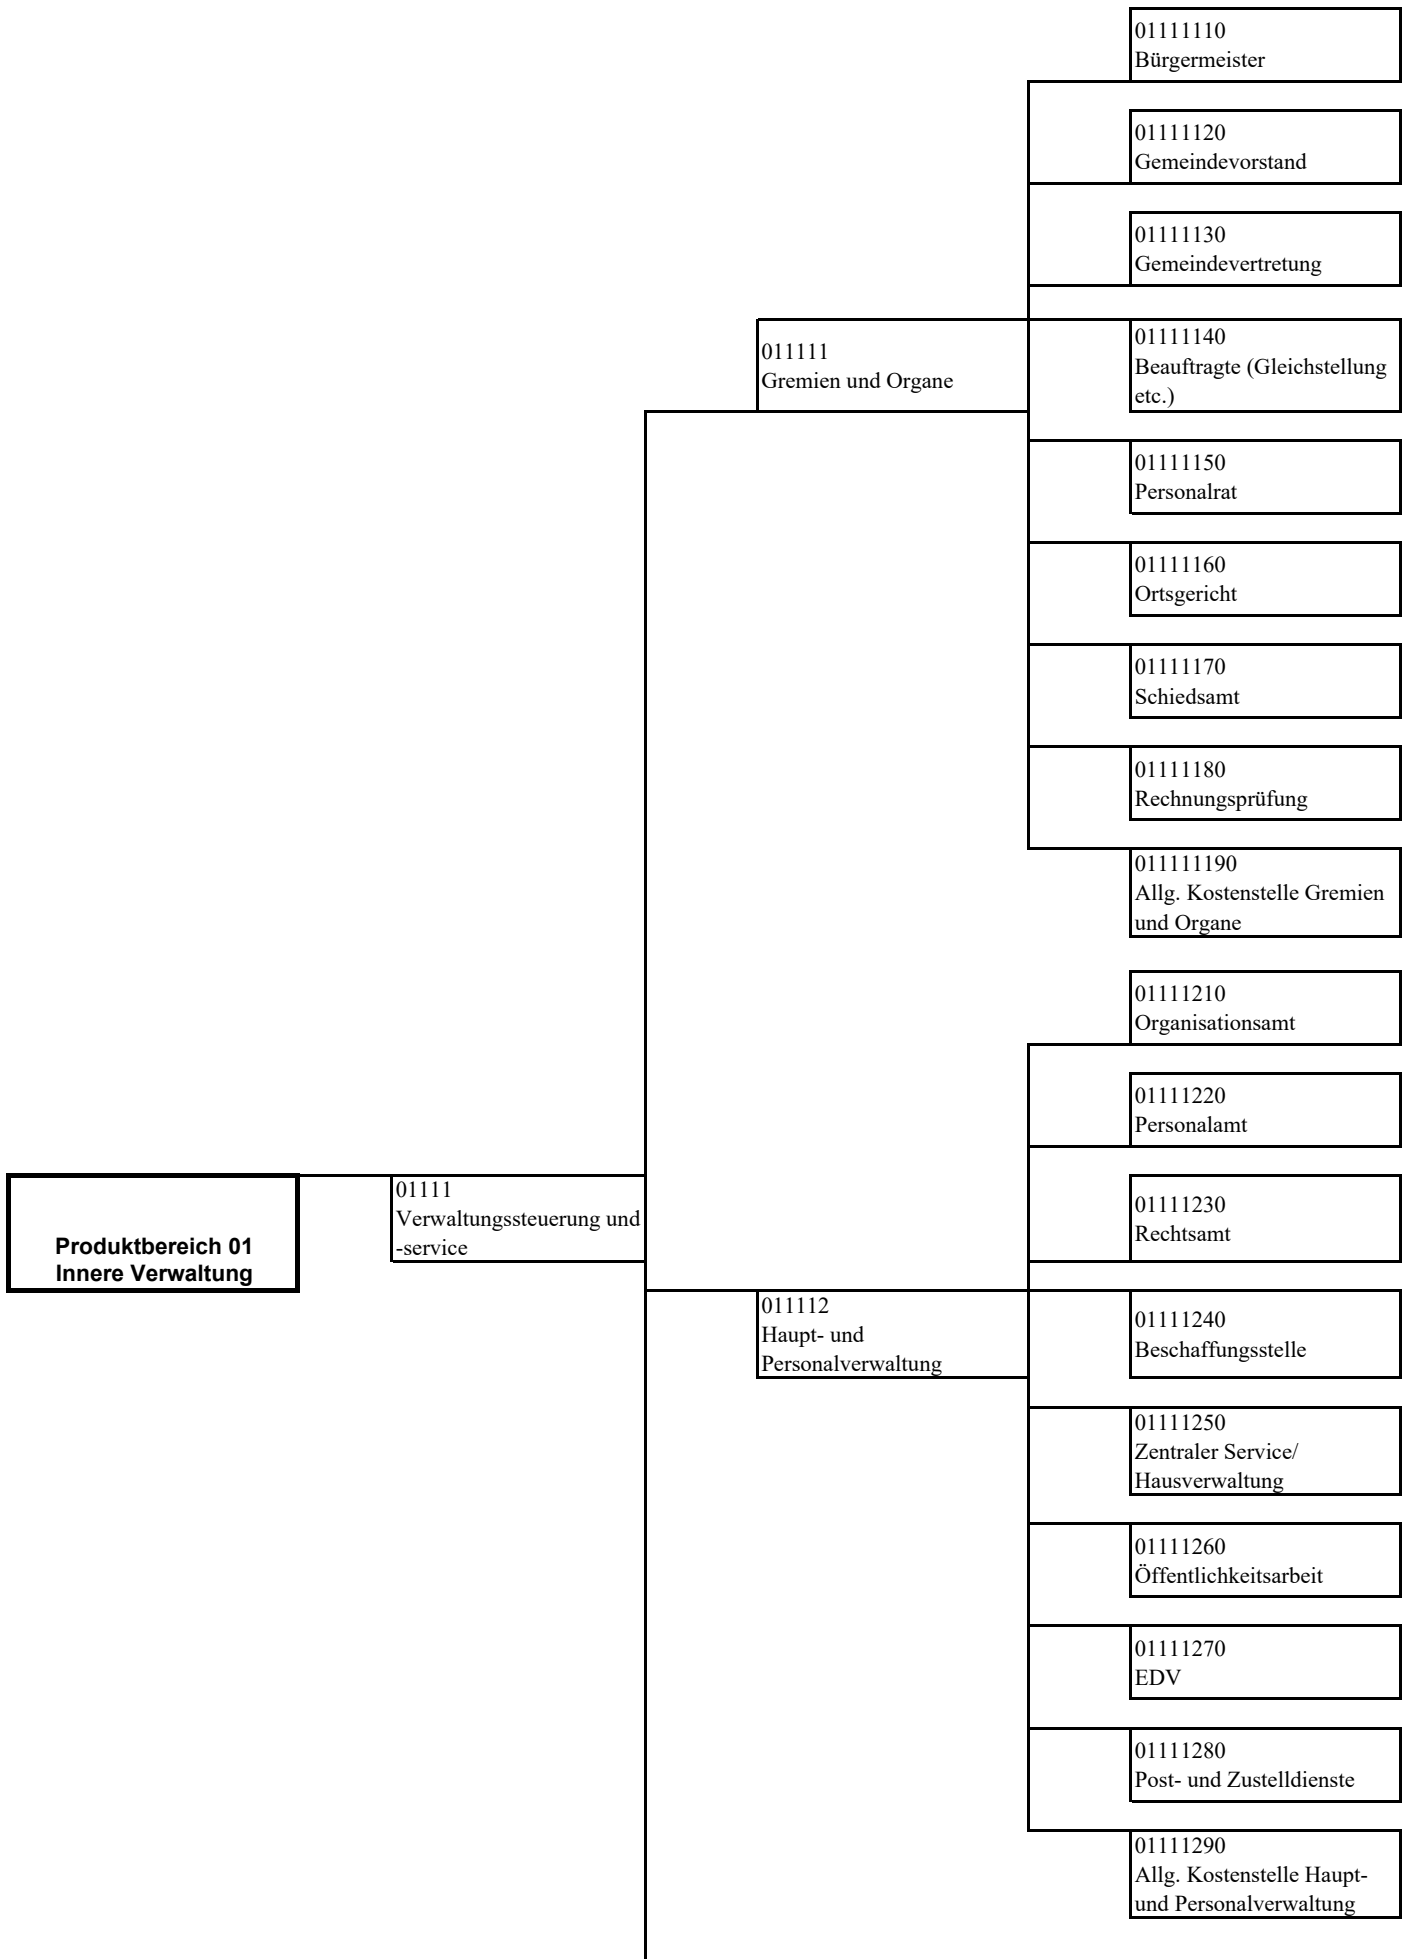 01111110
Bürgermeister
01111120
Gemeindevorstand
01111130
Gemeindevertretung
011111
Gremien und Organe
01111140
Beauftragte (Gleichstellung
etc.)
01111150
Personalrat
01111160
Ortsgericht
01111170
Schiedsamt
01111180
Rechnungsprüfung
011111190
Allg. Kostenstelle Gremien
und Organe
01111210
Organisationsamt
01111220
Personalamt
Produktbereich 01
Innere Verwaltung
01111
Verwaltungssteuerung und
-service
01111230
Rechtsamt
011112
Haupt- und
Personalverwaltung
01111240
Beschaffungsstelle
01111250
Zentraler Service/
Hausverwaltung
01111260
Öffentlichkeitsarbeit
01111270
EDV
01111280
Post- und Zustelldienste
01111290
Allg. Kostenstelle Haupt-
und Personalverwaltung